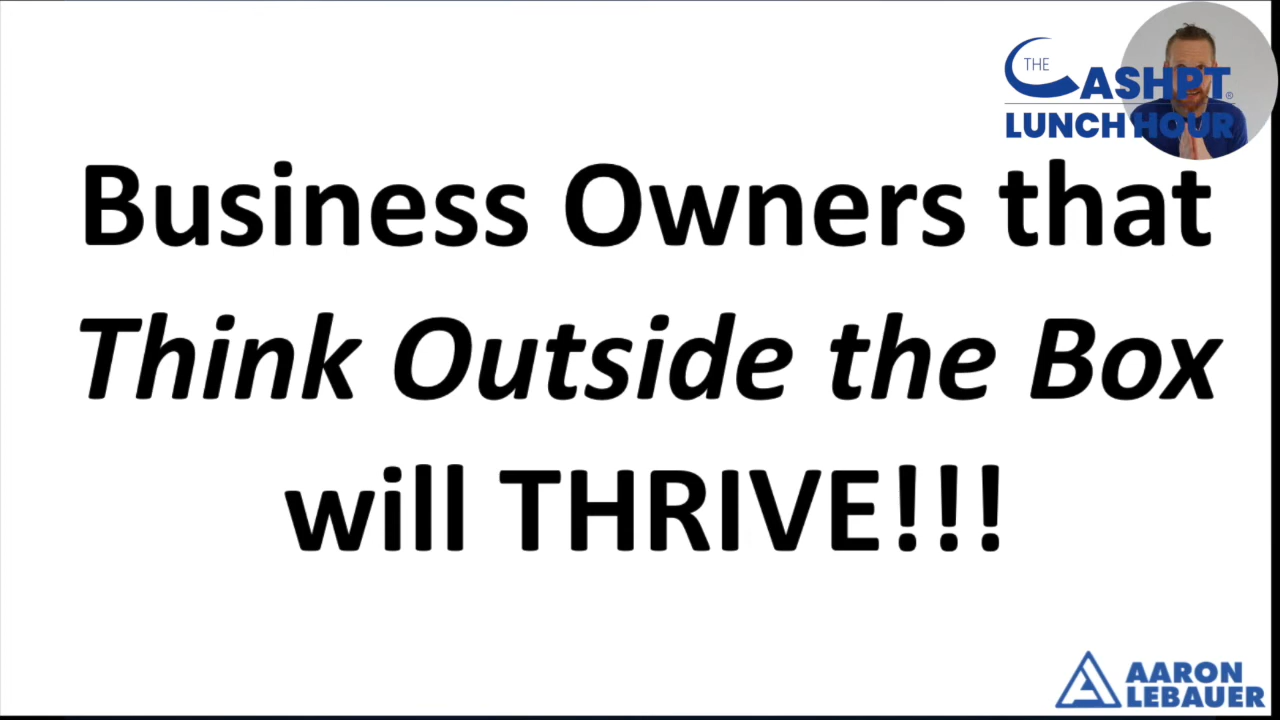 THE
CASHPT®
LUNCH HOUR
Business Owners that
Think Outside the Box
will THRIVE!!!
AARON
LEBAUER